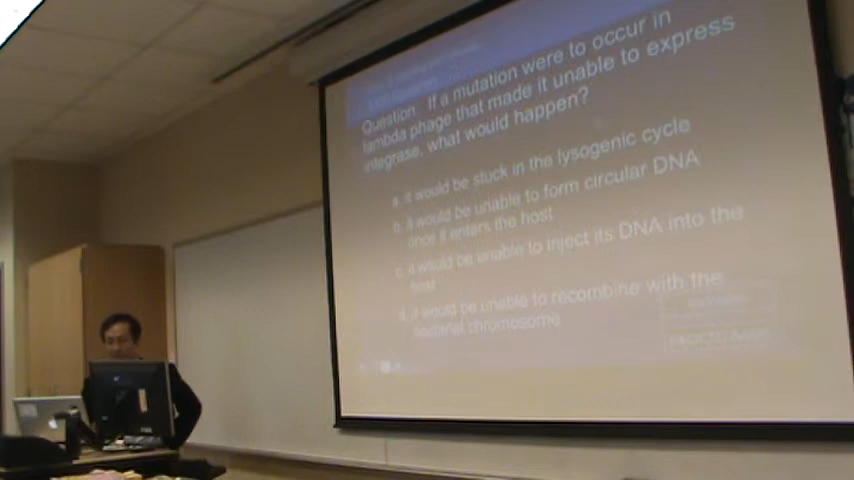 Question If a mutation were to occur in
lambda phage that made it unable to express
integrase, what would happen?
a. it would be stuck in the lysogenic cycle
b. it would be unable to form circular DNA
once it enters the host
c. it would be unable to inject its DNA into the
host
d. it would be unable to recombine with the
bacterial chromosome